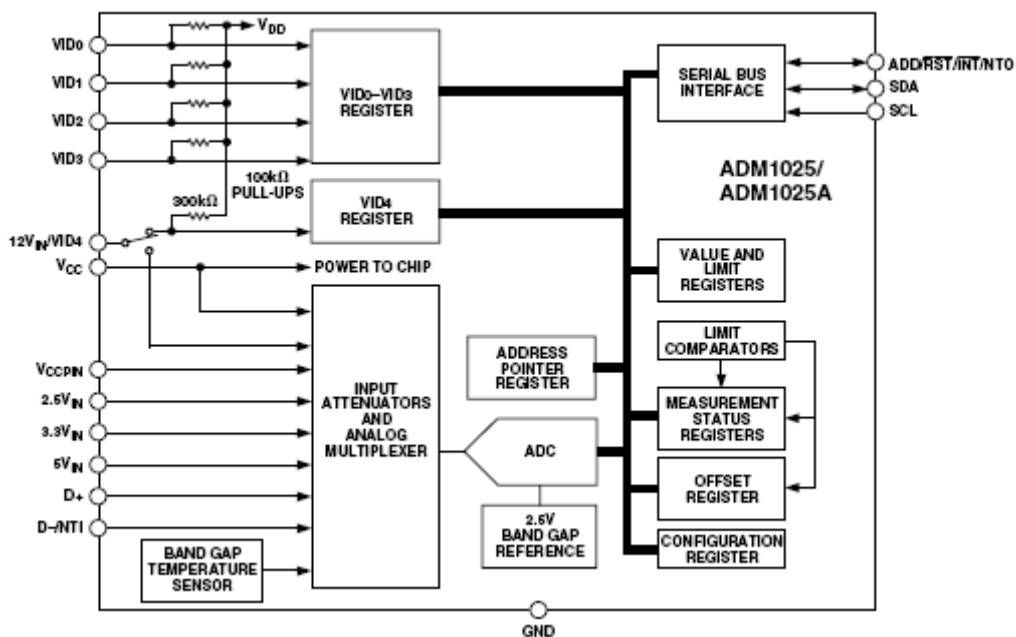 VID0
VID1
VID2
VID3
12VIN/VID4
VCC
VCCPIN
2.5VIN
3.3VIN
5VIN
D+
D–/NTI
VDD
100kΩ
PULL-UPS
300kΩ
VID0–VID3
REGISTER
VID4
REGISTER
POWER TO CHIP
INPUT
ATTENUATORS
AND
ANALOG
MULTIPLEXER
BAND GAP
TEMPERATURE
SENSOR
ADDRESS
POINTER
REGISTER
ADC
2.5V
BAND GAP
REFERENCE
SERIAL BUS
INTERFACE
ADD/RST/INT/NTO
SDA
SCL
ADM1025/
ADM1025A
VALUE AND
LIMIT
REGISTERS
LIMIT
COMPARATORS
MEASUREMENT
STATUS
REGISTERS
OFFSET
REGISTER
CONFIGURATION
REGISTER
GND